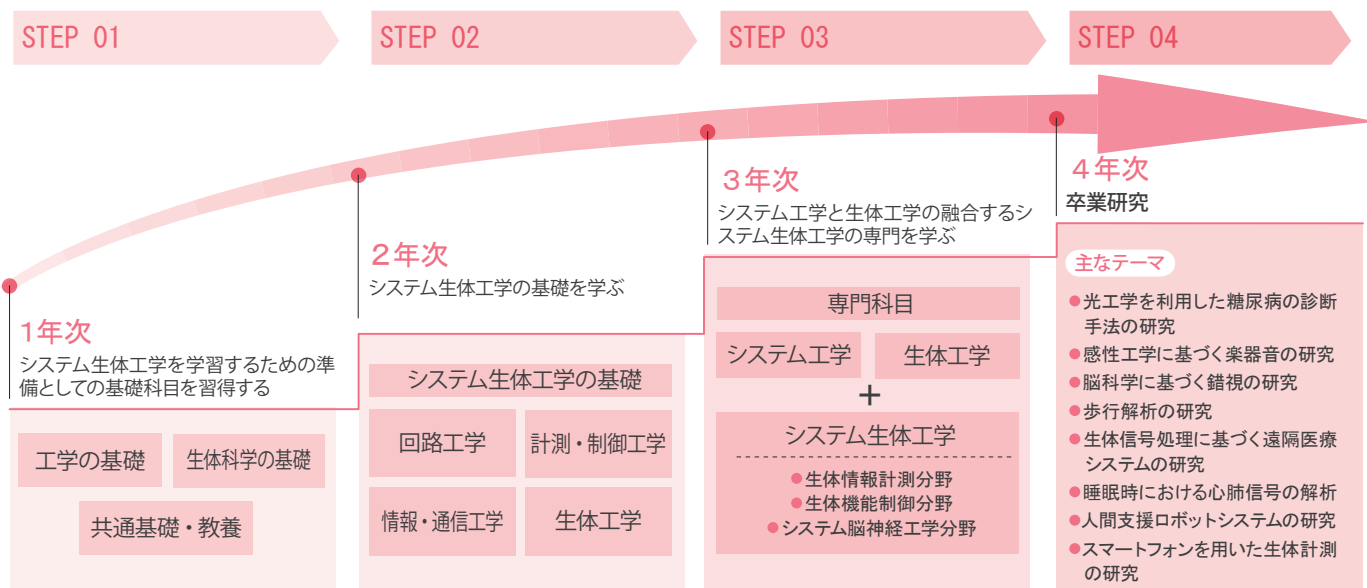 STEP 01
STEP 02
STEP 03
STEP 04
1年次
システム生体工学を学習するための準
備としての基礎科目を習得する
工学の基礎
生体科学の基礎
共通基礎・教養
2年次
システム生体工学の基礎を学ぶ
システム生体工学の基礎
回路工学
計測・制御工学
情報・通信工学
生体工学
3年次
システム工学と生体工学の融合するシ
ステム生体工学の専門を学ぶ
専門科目
システム工学
生体工学
+
システム生体工学
●生体情報計測分野
●生体機能制御分野
●システム脳神経工学分野
4年次
卒業研究
主なテーマ
●光工学を利用した糖尿病の診断
手法の研究
●感性工学に基づく楽器音の研究
●脳科学に基づく錯視の研究
●歩行解析の研究
●生体信号処理に基づく遠隔医療
システムの研究
●睡眠時における心肺信号の解析
●人間支援ロボットシステムの研究
●スマートフォンを用いた生体計測
の研究